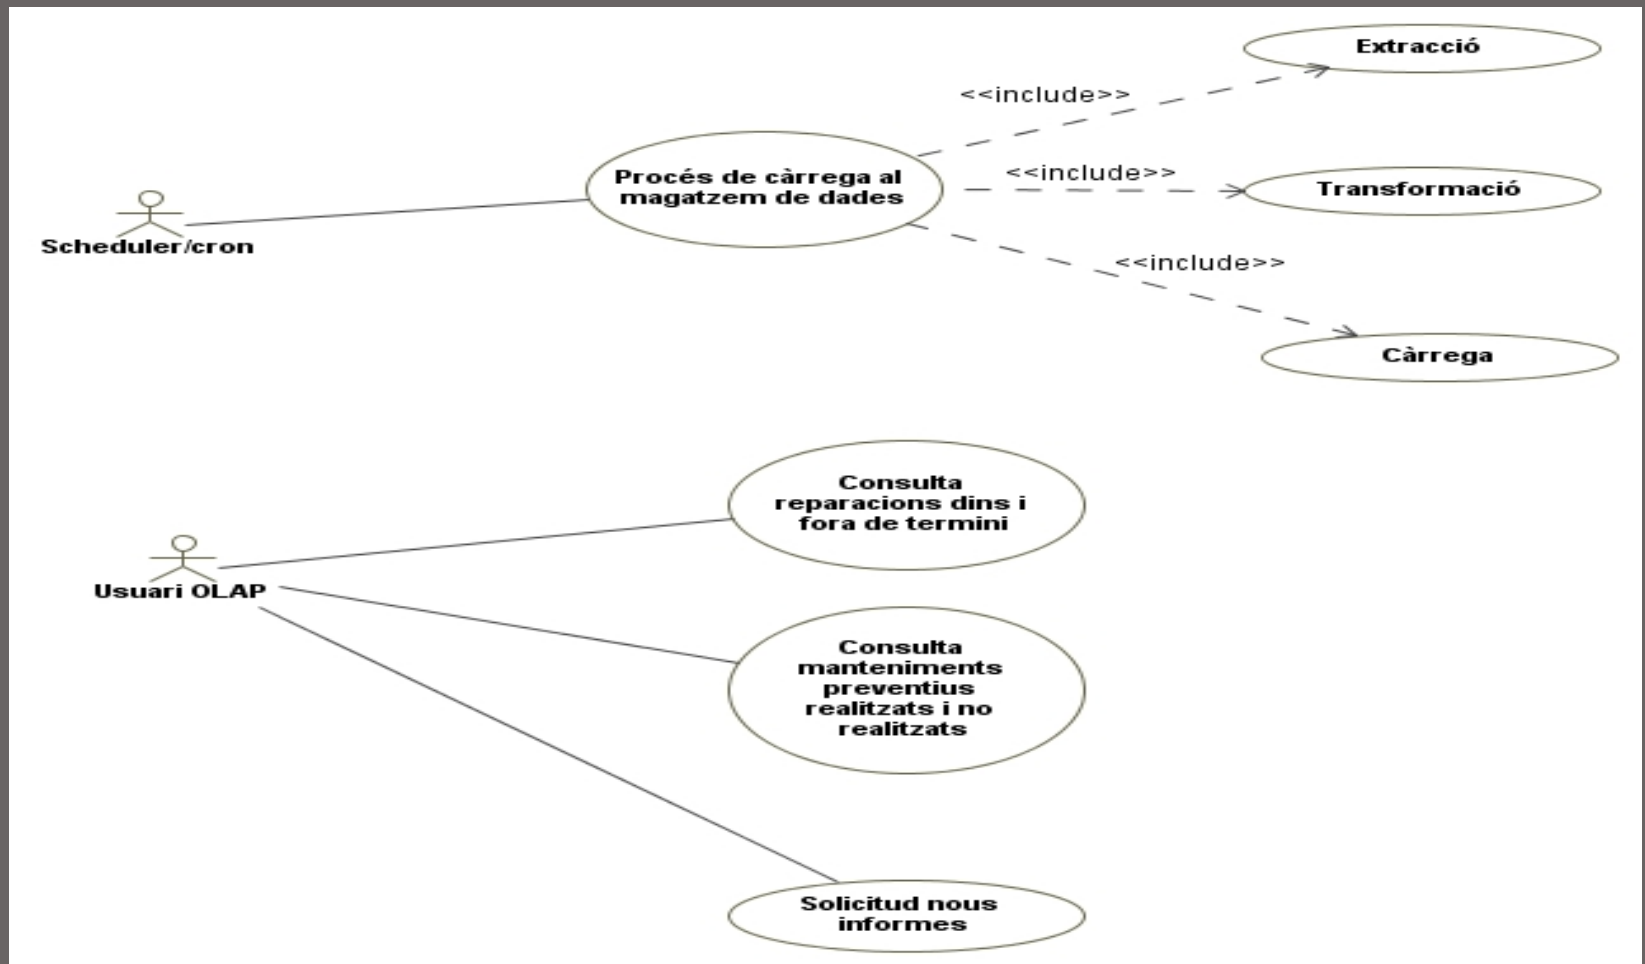 Extracció
<<include>>
<<include>>
Procés de càrrega al
magatzem de dades
Transformació
Scheduler/cron
<<include>>
Càrrega
Consulta
reparacions dins i
fora de termini
Usuari OLAP
Consulta
manteniments
preventius
realitzats i no
realitzats
Solicitud nous
informes